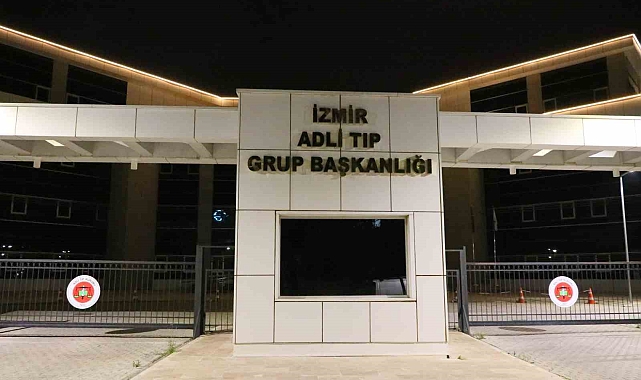 İZMİR
ADLİ TIP
GRUP BAŞKANLIĞI